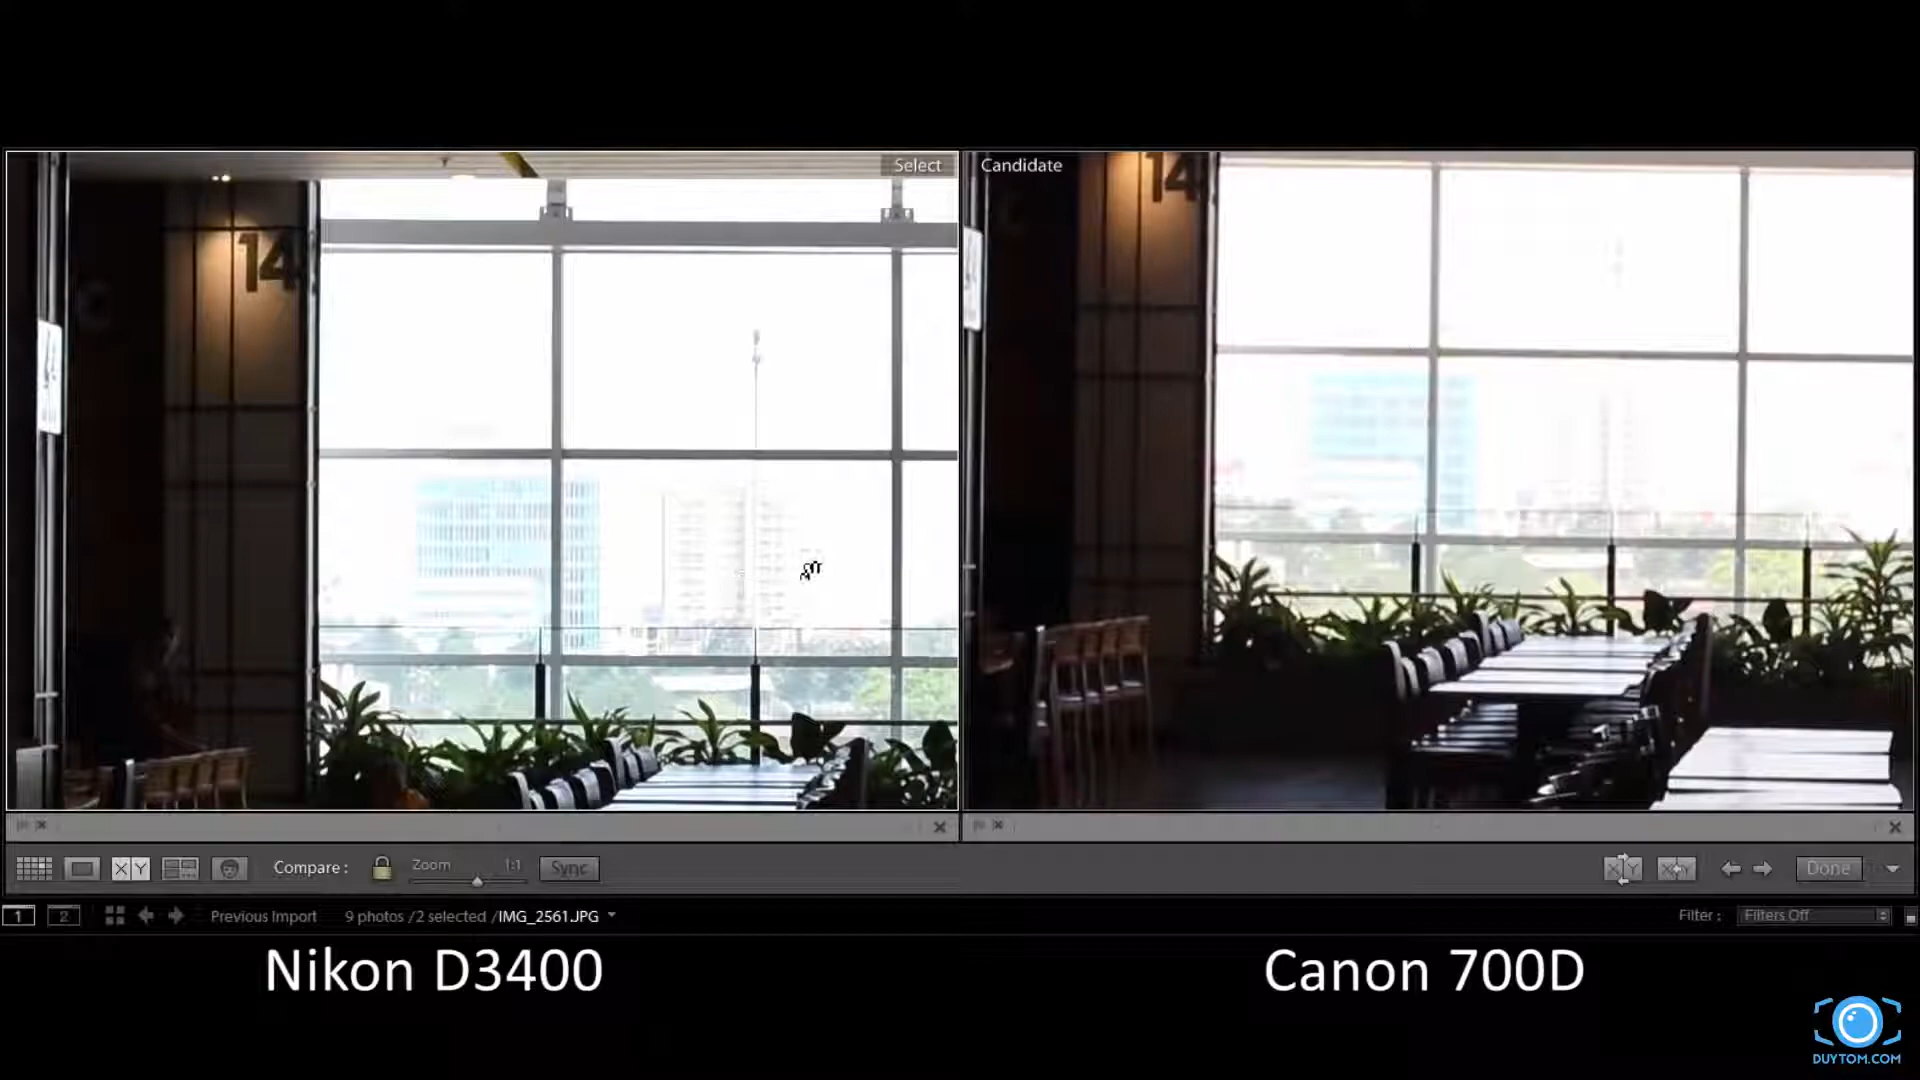 Select
Candidate
14
14
Compare :
Zoom
1:1
Sync
Done
1
2
Previous Import
9 photos /2 selected /IMG_2561.JPG
Filter :
Filters Off
Nikon D3400
Canon 700D
DUYTOM.COM